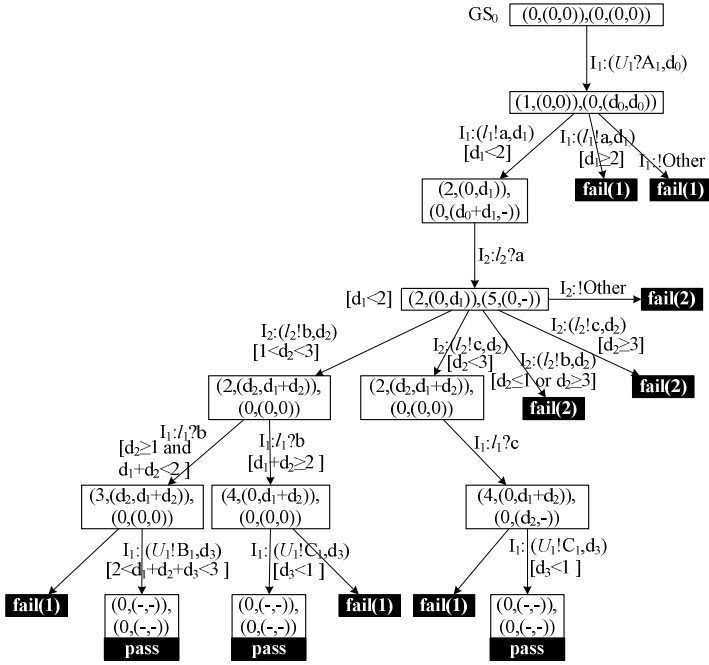 GS₀ (0,(0,0)),(0,(0,0))
I₁:(U₁?A₁,d₀)
(1,(0,0)),(0,(d₀,d₀))
I₁:(l₁!a,d₁)
[d₁<2]
I₁:(l₁!a,d₁)
[d₁≥2]
I₁:!Other
fail(1)
fail(1)
(2,(0,d₁)),
(0,(d₀+d₁,-))
I₂:l₂?a
[d₁<2]
(2,(0,d₁)),(5,(0,-))
I₂:!Other
fail(2)
I₂:(l₂!b,d₂)
[1<d₂<3]
I₂:(l₂!c,d₂)
[d₂<3]
I₂:(l₂!b,d₂)
[d₂≤1 or d₂≥3]
I₂:(l₂!c,d₂)
[d₂≥3]
(2,(d₂,d₁+d₂)),
(0,(0,0))
(2,(d₂,d₁+d₂)),
(0,(0,0))
fail(2)
fail(2)
I₁:l₁?b
[d₂≥1 and
d₁+d₂<2 ]
I₁:l₁?b
[d₁+d₂≥2 ]
I₁:l₁?c
(3,(d₂,d₁+d₂)),
(0,(0,0))
(4,(0,d₁+d₂)),
(0,(0,0))
(4,(0,d₁+d₂)),
(0,(d₂,-))
I₁: (U₁!B₁,d₃)
[2<d₁+d₂+d₃<3 ]
I₁: (U₁!C₁,d₃)
[d₃<1 ]
I₁: (U₁!C₁,d₃)
[d₃<1 ]
fail(1)
(0,(-,-)),
(0,(-,-))
pass
(0,(-,-)),
(0,(-,-))
pass
fail(1)
fail(1)
(0,(-,-)),
(0,(-,-))
pass